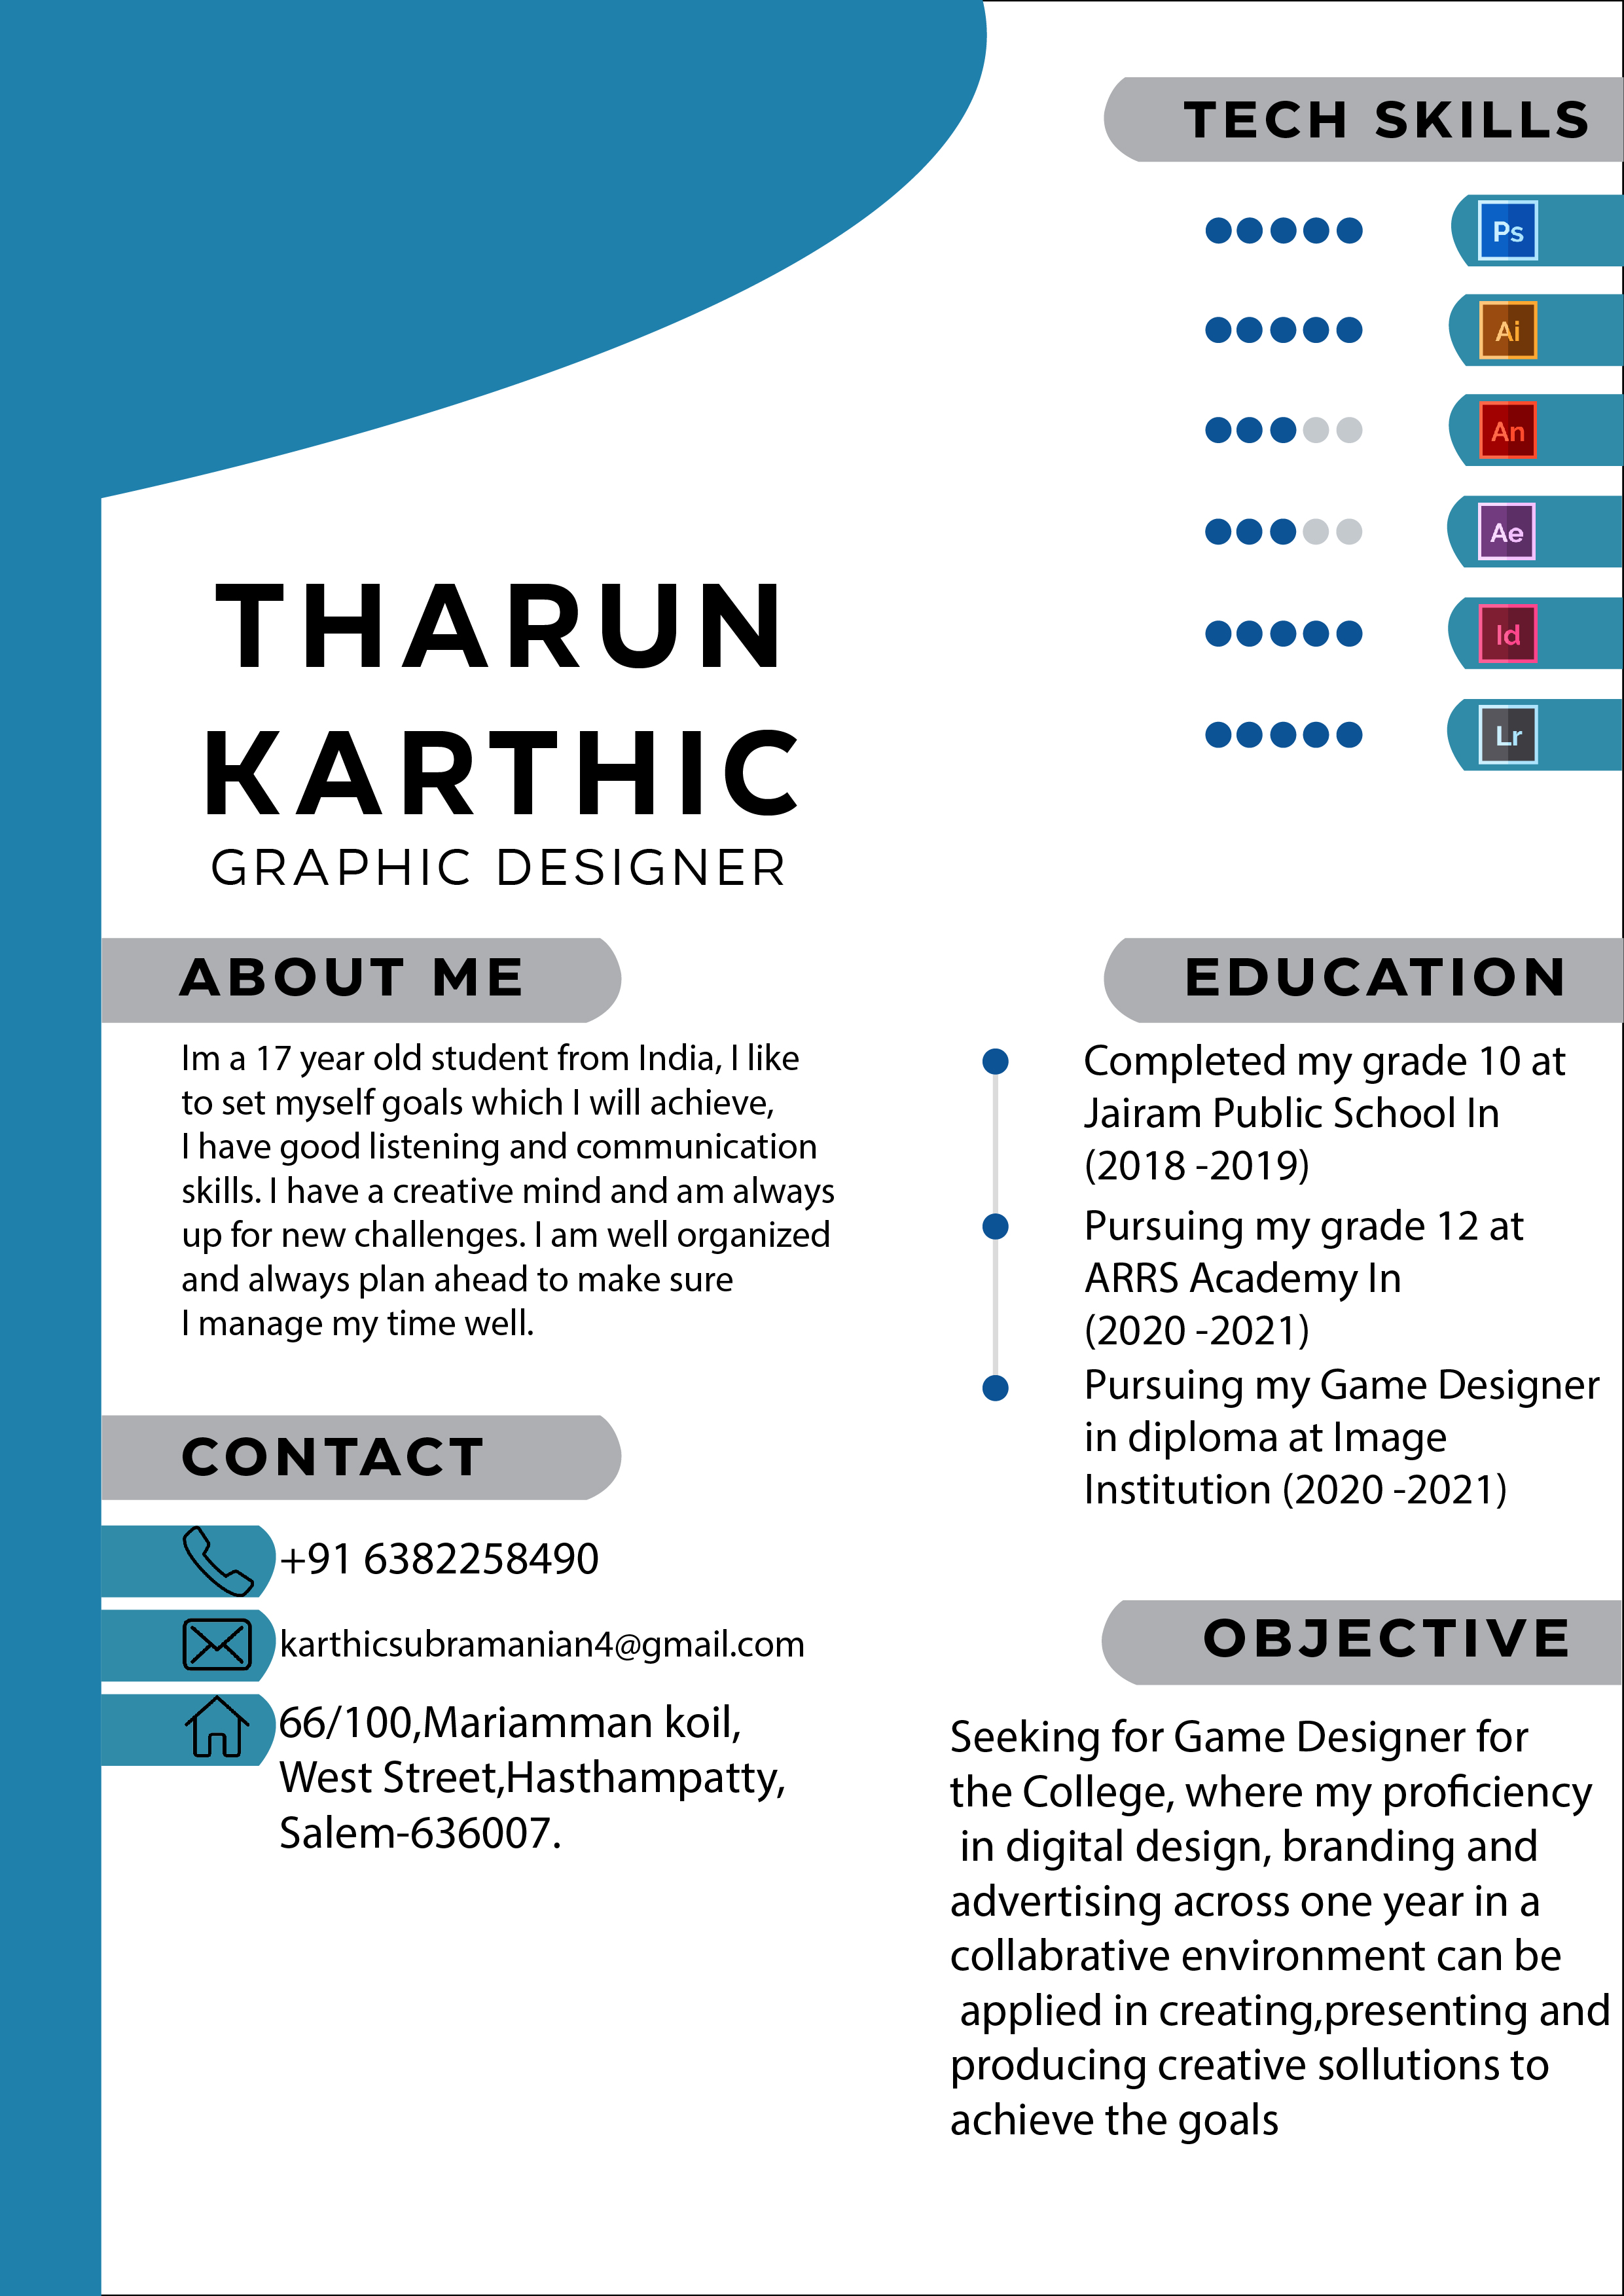 TECH SKILLS
Ps
Ai
An
Ae
Id
Lr
THARUN
KARTHIC
GRAPHIC DESIGNER
ABOUT ME
Im a 17 year old student from India, I like
to set myself goals which I will achieve,
I have good listening and communication
skills. I have a creative mind and am always
up for new challenges. I am well organized
and always plan ahead to make sure
I manage my time well.
CONTACT
+91 6382258490
karthicsubramanian4@gmail.com
66/100,Mariamman koil,
West Street,Hasthampatty,
Salem-636007.
EDUCATION
Completed my grade 10 at
Jairam Public School In
(2018 -2019)
Pursuing my grade 12 at
ARRS Academy In
(2020 -2021)
Pursuing my Game Designer
in diploma at Image
Institution (2020 -2021)
OBJECTIVE
Seeking for Game Designer for
the College, where my proficiency
in digital design, branding and
advertising across one year in a
collabrative environment can be
applied in creating,presenting and
producing creative sollutions to
achieve the goals